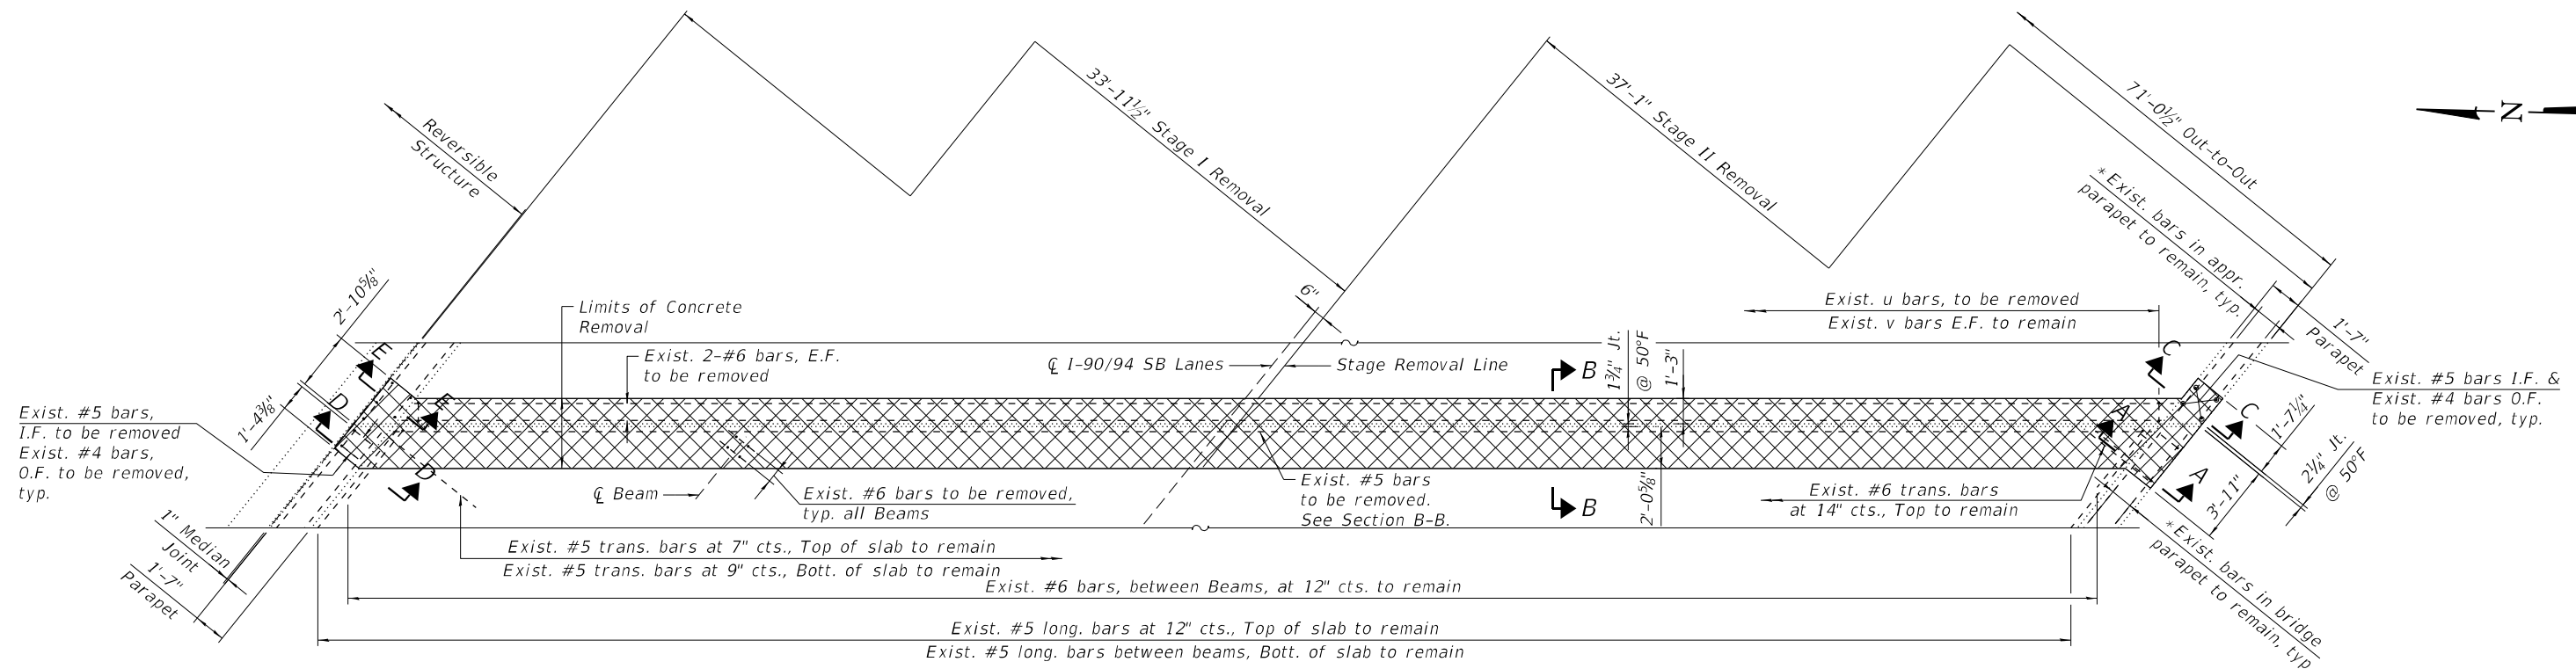 Reversible
Structure
33'-11½" Stage I Removal
37'-1" Stage II Removal
71'-0½" Out-to-Out
N
* Exist. bars in appr.
parapet to remain, typ.
1'-7"
Parapet
2'-10⅝"
1'-4⅜"
Limits of Concrete
Removal
Exist. 2-#6 bars, E.F.
to be removed
6"
℄ I-90/94 SB Lanes
Stage Removal Line
B
B
1¾" Jt.
@ 50°F
1'-3"
2'-0⅝"
Exist. u bars, to be removed
Exist. v bars E.F. to remain
C
C
A
A
E
E
D
D
Exist. #5 bars I.F. &
Exist. #4 bars O.F.
to be removed, typ.
1'-7¼"
2¼" Jt.
@ 50°F
3'-11"
Exist. #5 bars,
I.F. to be removed
Exist. #4 bars,
O.F. to be removed,
typ.
℄ Beam
Exist. #6 bars to be removed,
typ. all Beams
Exist. #5 bars
to be removed.
See Section B-B.
Exist. #6 trans. bars
at 14" cts., Top to remain
* Exist. bars in bridge
parapet to remain, typ
1" Median
Joint
1'-7"
Parapet
Exist. #5 trans. bars at 7" cts., Top of slab to remain
Exist. #5 trans. bars at 9" cts., Bott. of slab to remain
Exist. #6 bars, between Beams, at 12" cts. to remain
Exist. #5 long. bars at 12" cts., Top of slab to remain
Exist. #5 long. bars between beams, Bott. of slab to remain